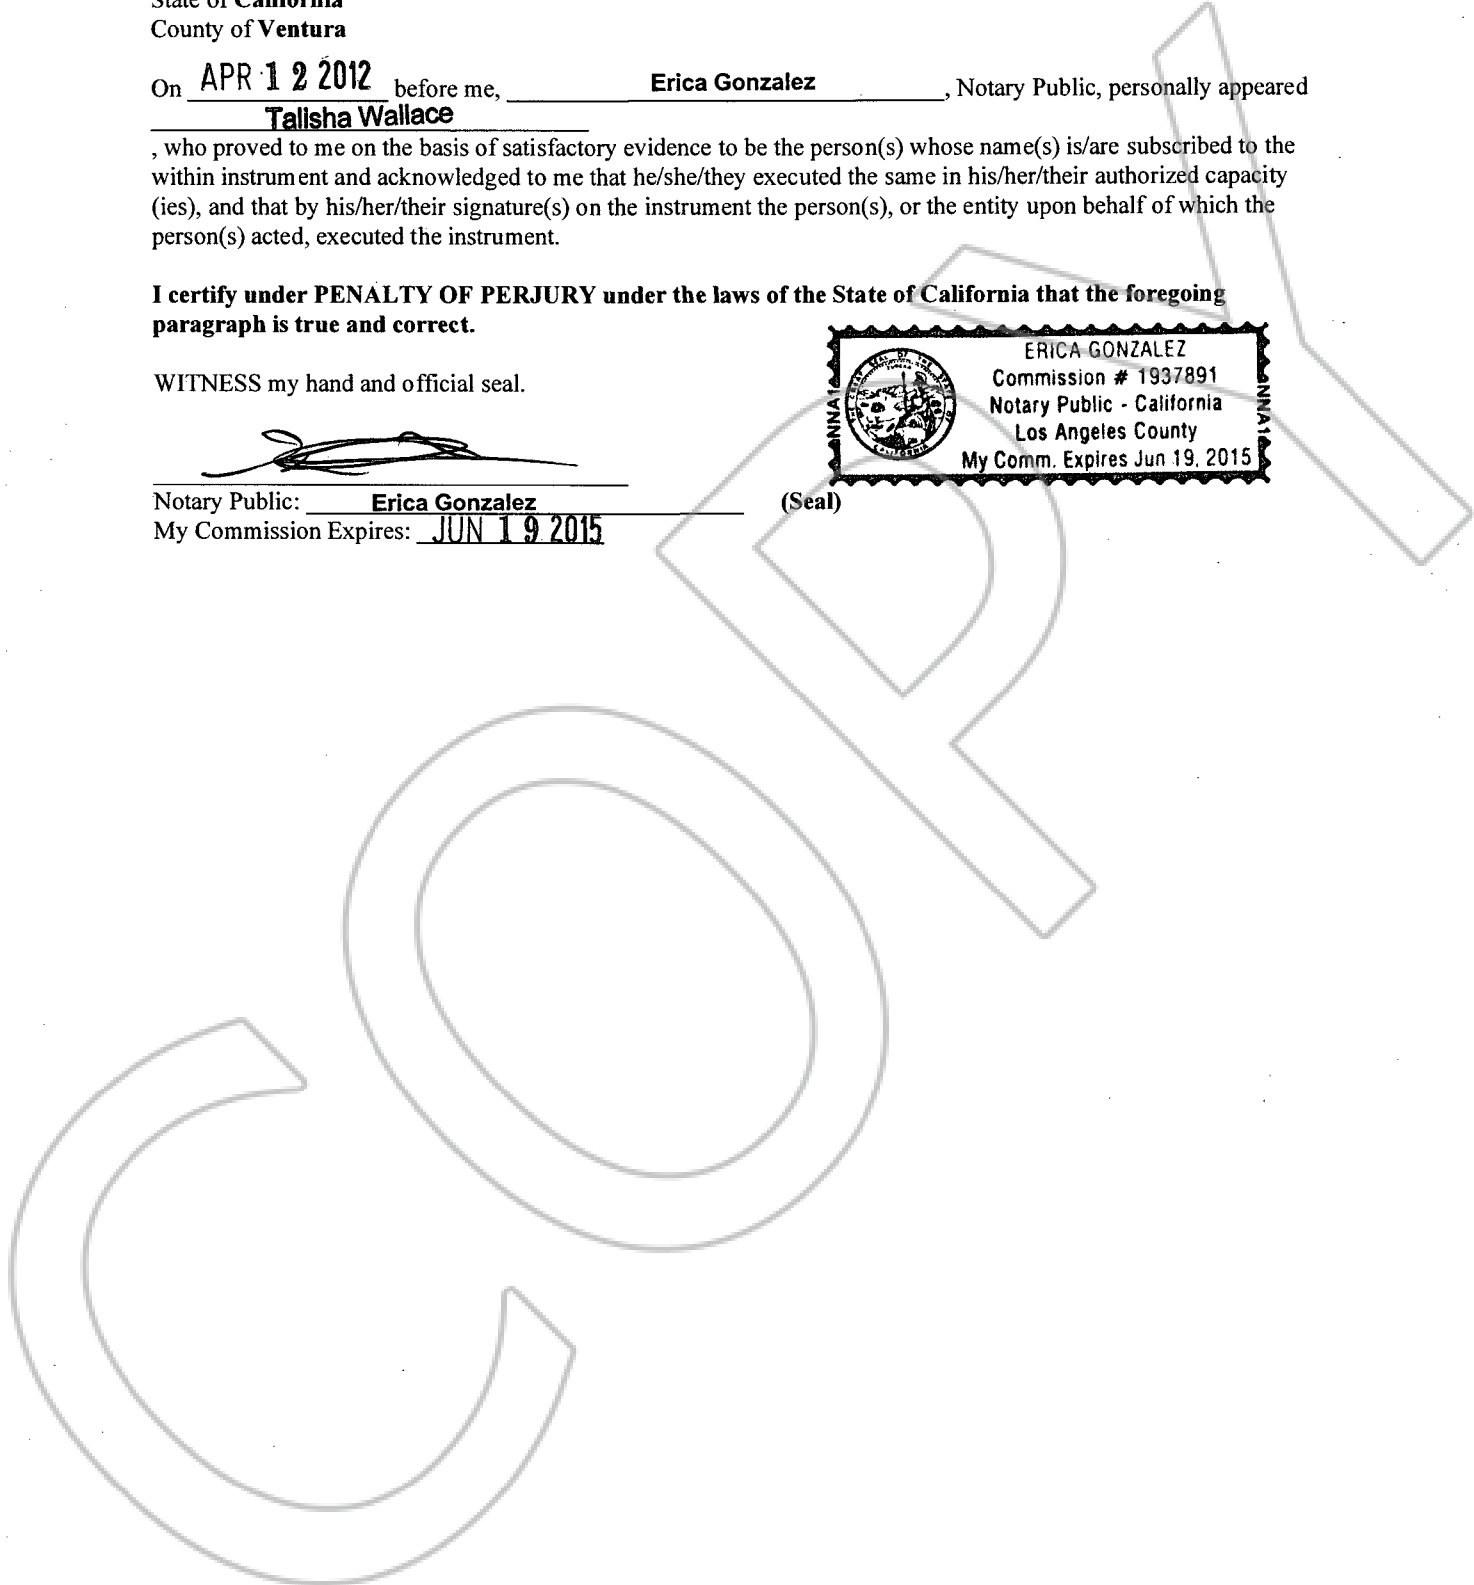 State of California
County of Ventura
On APR 12 2012 before me, Erica Gonzalez, Notary Public, personally appeared
Talisha Wallace
, who proved to me on the basis of satisfactory evidence to be the person(s) whose name(s) is/are subscribed to the
within instrument and acknowledged to me that he/she/they executed the same in his/her/their authorized capacity
(ies), and that by his/her/their signature(s) on the instrument the person(s), or the entity upon behalf of which the
person(s) acted, executed the instrument.
I certify under PENALTY OF PERJURY under the laws of the State of California that the foregoing
paragraph is true and correct.
WITNESS my hand and official seal.
ERICA GONZALEZ
Commission # 1937891
Notary Public - California
Los Angeles County
My Comm. Expires Jun 19, 2015
Notary Public: Erica Gonzalez (Seal)
My Commission Expires: JUN 19 2015
COPY